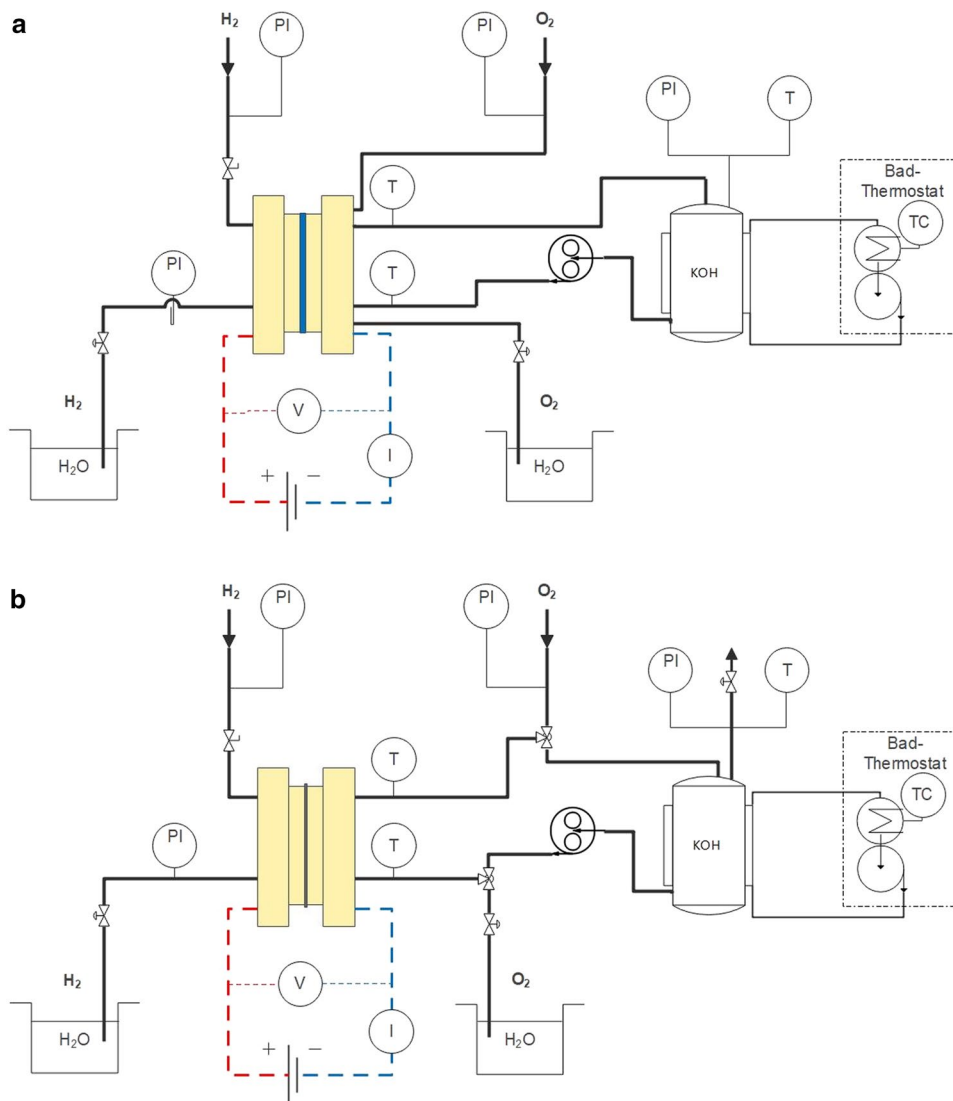 a
H₂
PI
PI
O₂
PI
T
T
Bad-
Thermostat
TC
PI
T
KOH
H₂
V
O₂
I
H₂O
+
−
H₂O
b
H₂
PI
PI
O₂
PI
T
Bad-
Thermostat
T
TC
PI
T
KOH
H₂
V
O₂
I
H₂O
+
−
H₂O